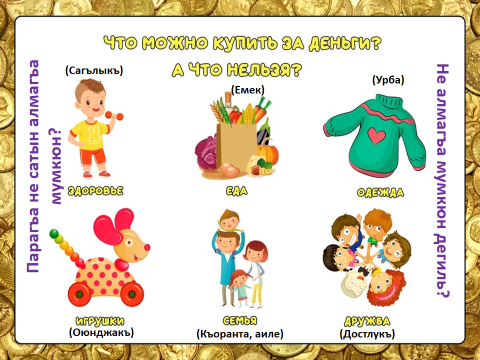 ЧТО МОЖНО КУПИТЬ ЗА ДЕНЬГИ?
А ЧТО НЕЛЬЗЯ?
Парагъа не сатын алмагъа
мумкюн?
Не алмагъа мумкюн дегиль?
(Сагълыкъ)
(Емек)
(Урба)
ЗДОРОВЬЕ
ЕДА
ОДЕЖДА
ИГРУШКИ
СЕМЬЯ
ДРУЖБА
(Оюнджакъ)
(Къоранта, аиле)
(Достлукъ)